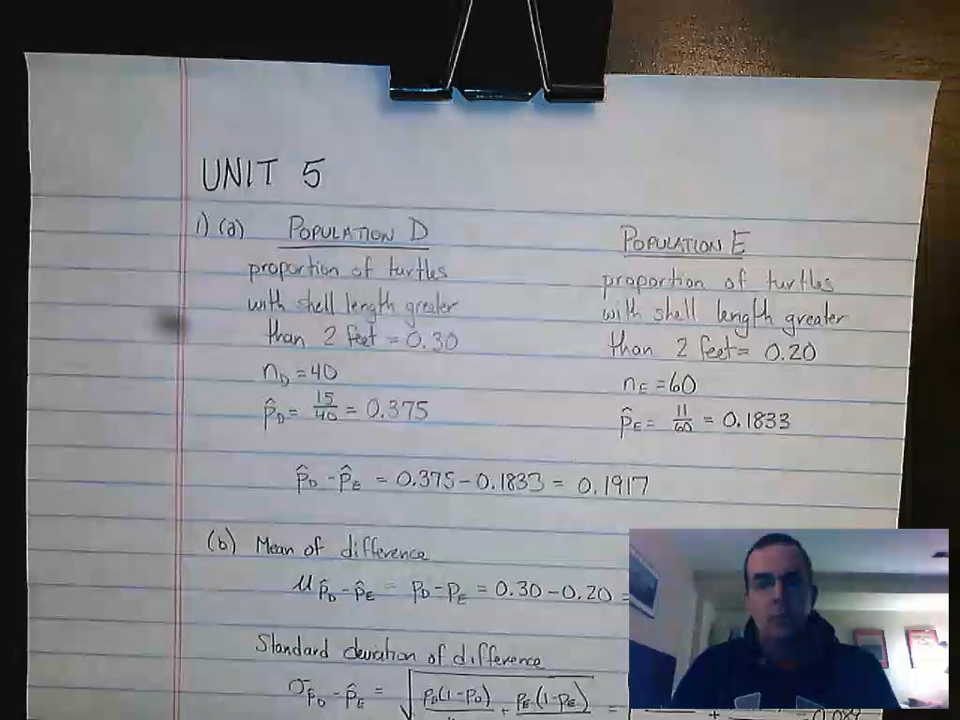 UNIT 5
1) (a) POPULATION D
proportion of turtles
with shell length greater
than 2 feet = 0.30
n_D = 40
p̂_D = 15/40 = 0.375
POPULATION E
proportion of turtles
with shell length greater
than 2 feet = 0.20
n_E = 60
p̂_E = 11/60 = 0.1833
p̂_D - p̂_E = 0.375 - 0.1833 = 0.1917
(b) Mean of difference
μ p̂_D - p̂_E = p_D - p_E = 0.30 - 0.20 =
Standard deviation of difference
σ p̂_D - p̂_E = √ p_D(1-p_D) + p_E(1-p_E) = + = 0.089